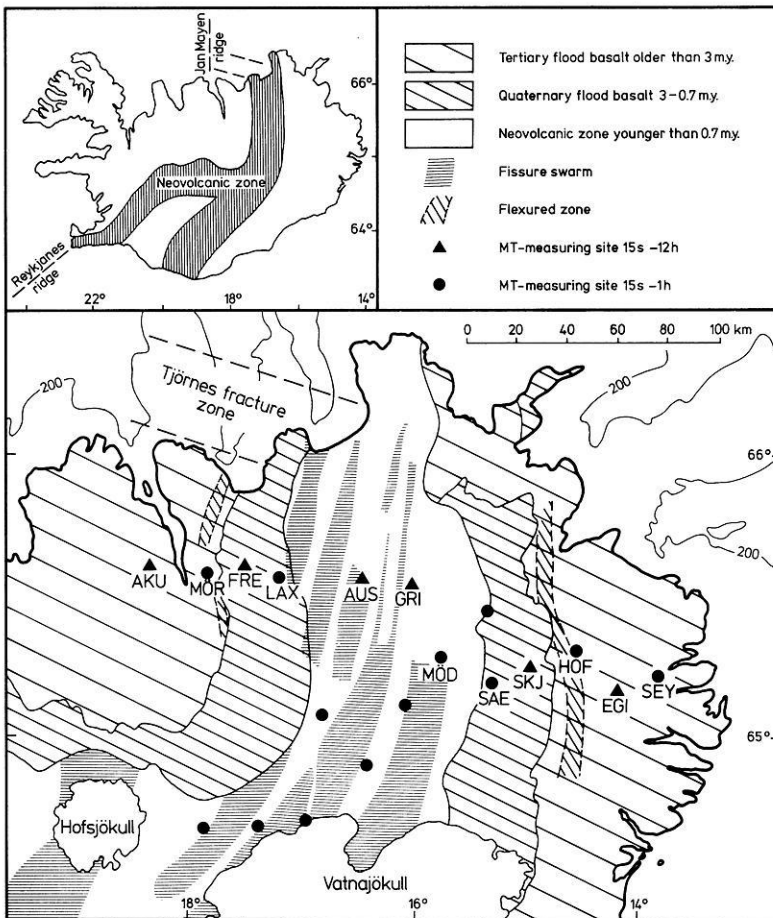 Jan Mayen
ridge
66°
Neovolcanic zone
64°
Reykjanes
ridge
22°
18°
14°
Tertiary flood basalt older than 3 m.y.
Quaternary flood basalt 3–0.7 m.y.
Neovolcanic zone younger than 0.7 m.y.
Fissure swarm
Flexured zone
MT-measuring site 15s –12h
MT-measuring site 15s –1h
0 20 40 60 80 100 km
200
Tjörnes fracture
zone
200
66°
200
AKU
MÖR
FRE
LAX
AUS
GRI
MÖD
SAE
SKJ
HOF
EGI
SEY
65°
Hofsjökull
Vatnajökull
18°
16°
14°